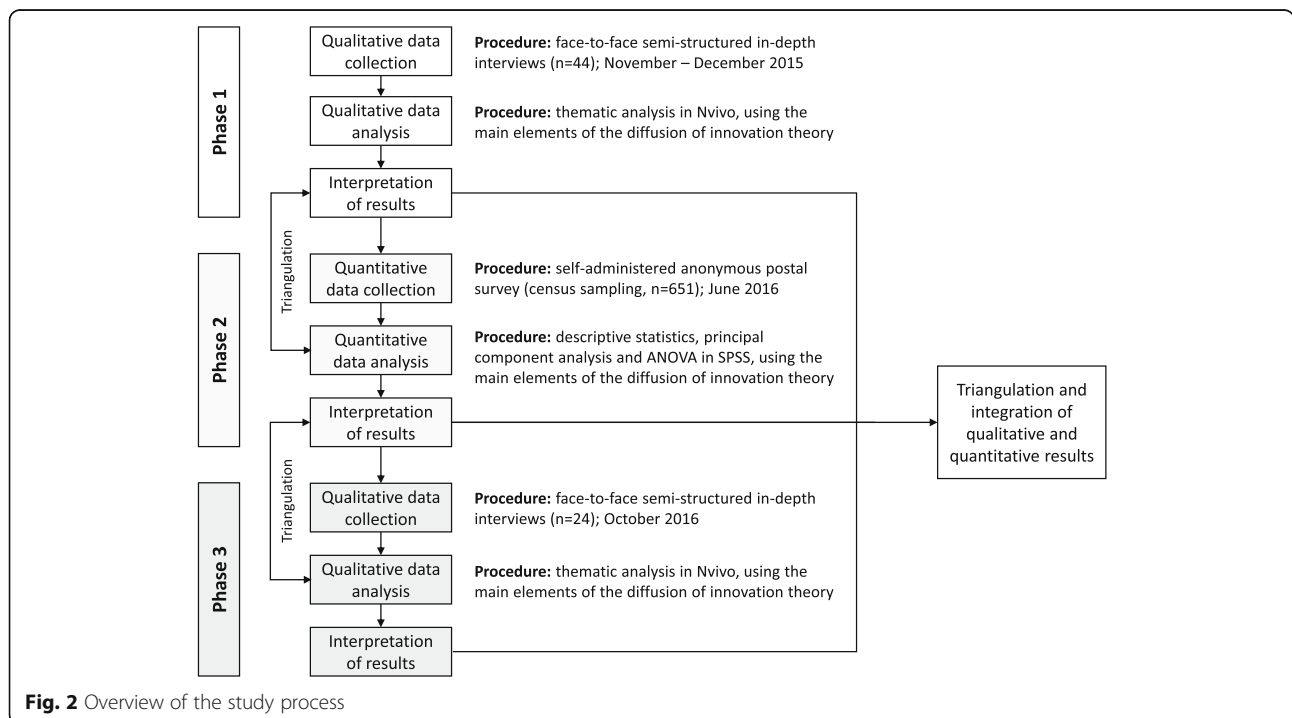 Phase 1
Qualitative data
collection
Procedure: face-to-face semi-structured in-depth
interviews (n=44); November – December 2015
Qualitative data
analysis
Procedure: thematic analysis in Nvivo, using the
main elements of the diffusion of innovation theory
Interpretation
of results
Triangulation
Phase 2
Quantitative
data collection
Procedure: self-administered anonymous postal
survey (census sampling, n=651); June 2016
Quantitative
data analysis
Procedure: descriptive statistics, principal
component analysis and ANOVA in SPSS, using the
main elements of the diffusion of innovation theory
Interpretation
of results
Triangulation and
integration of
qualitative and
quantitative results
Triangulation
Phase 3
Qualitative data
collection
Procedure: face-to-face semi-structured in-depth
interviews (n=24); October 2016
Qualitative data
analysis
Procedure: thematic analysis in Nvivo, using the
main elements of the diffusion of innovation theory
Interpretation
of results
Fig. 2 Overview of the study process